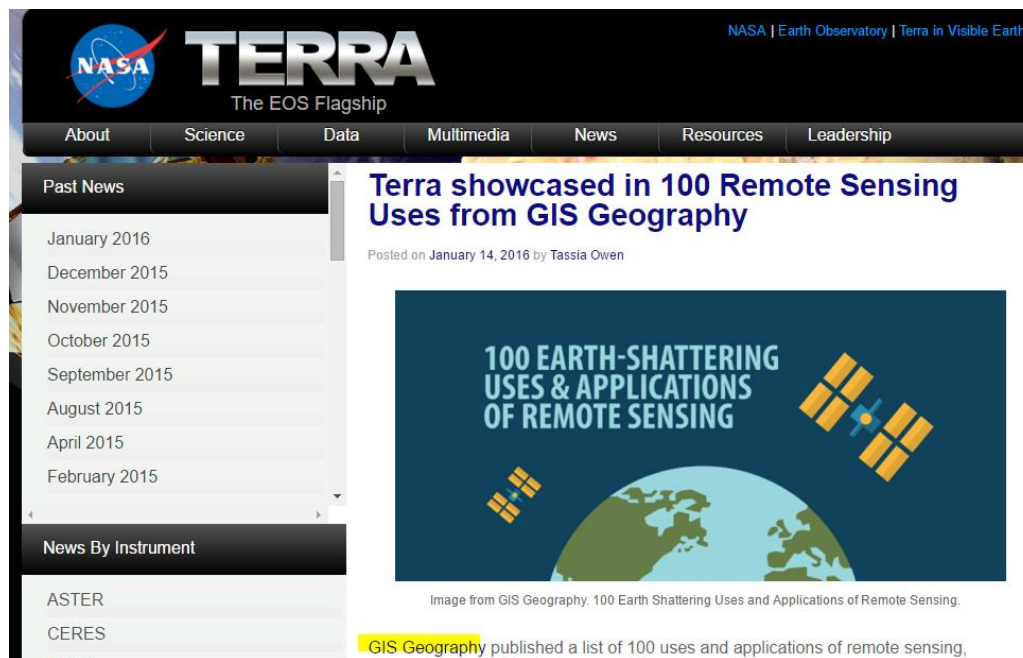 NASA
TERRA
The EOS Flagship
NASA | Earth Observatory | Terra in Visible Earth
About Science Data Multimedia News Resources Leadership
Past News
January 2016
December 2015
November 2015
October 2015
September 2015
August 2015
April 2015
February 2015
News By Instrument
ASTER
CERES
Terra showcased in 100 Remote Sensing
Uses from GIS Geography
Posted on January 14, 2016 by Tassia Owen
100 EARTH-SHATTERING
USES & APPLICATIONS
OF REMOTE SENSING
Image from GIS Geography. 100 Earth Shattering Uses and Applications of Remote Sensing.
GIS Geography published a list of 100 uses and applications of remote sensing,